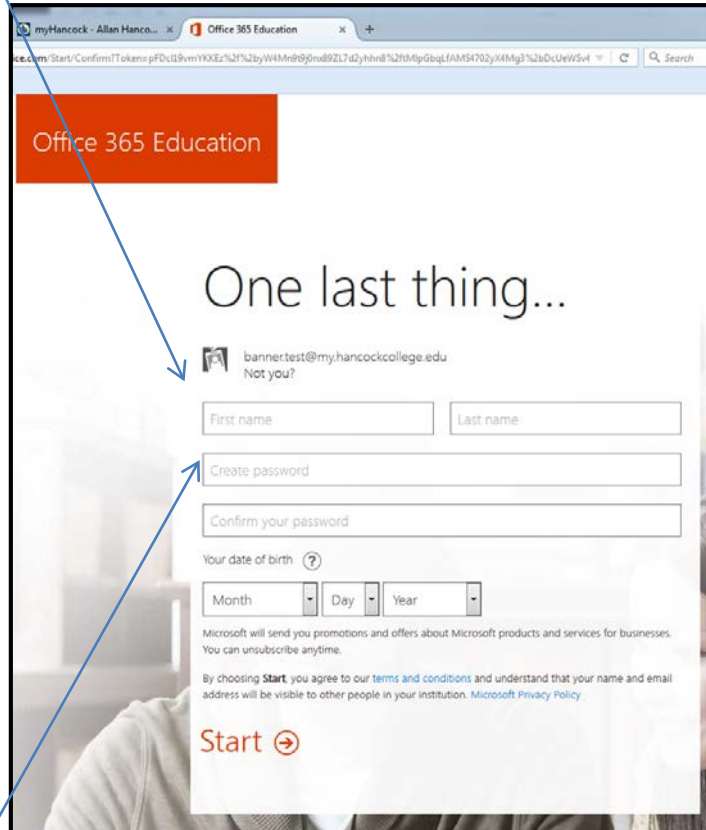 myHancock - Allan Hanco... × Office 365 Education × +
Search
Office 365 Education
One last thing...
banner.test@my.hancockcollege.edu
Not you?
First name Last name
Create password
Confirm your password
Your date of birth ?
Month Day Year
Microsoft will send you promotions and offers about Microsoft products and services for businesses.
You can unsubscribe anytime.
By choosing Start, you agree to our terms and conditions and understand that your name and email
address will be visible to other people in your institution. Microsoft Privacy Policy
Start